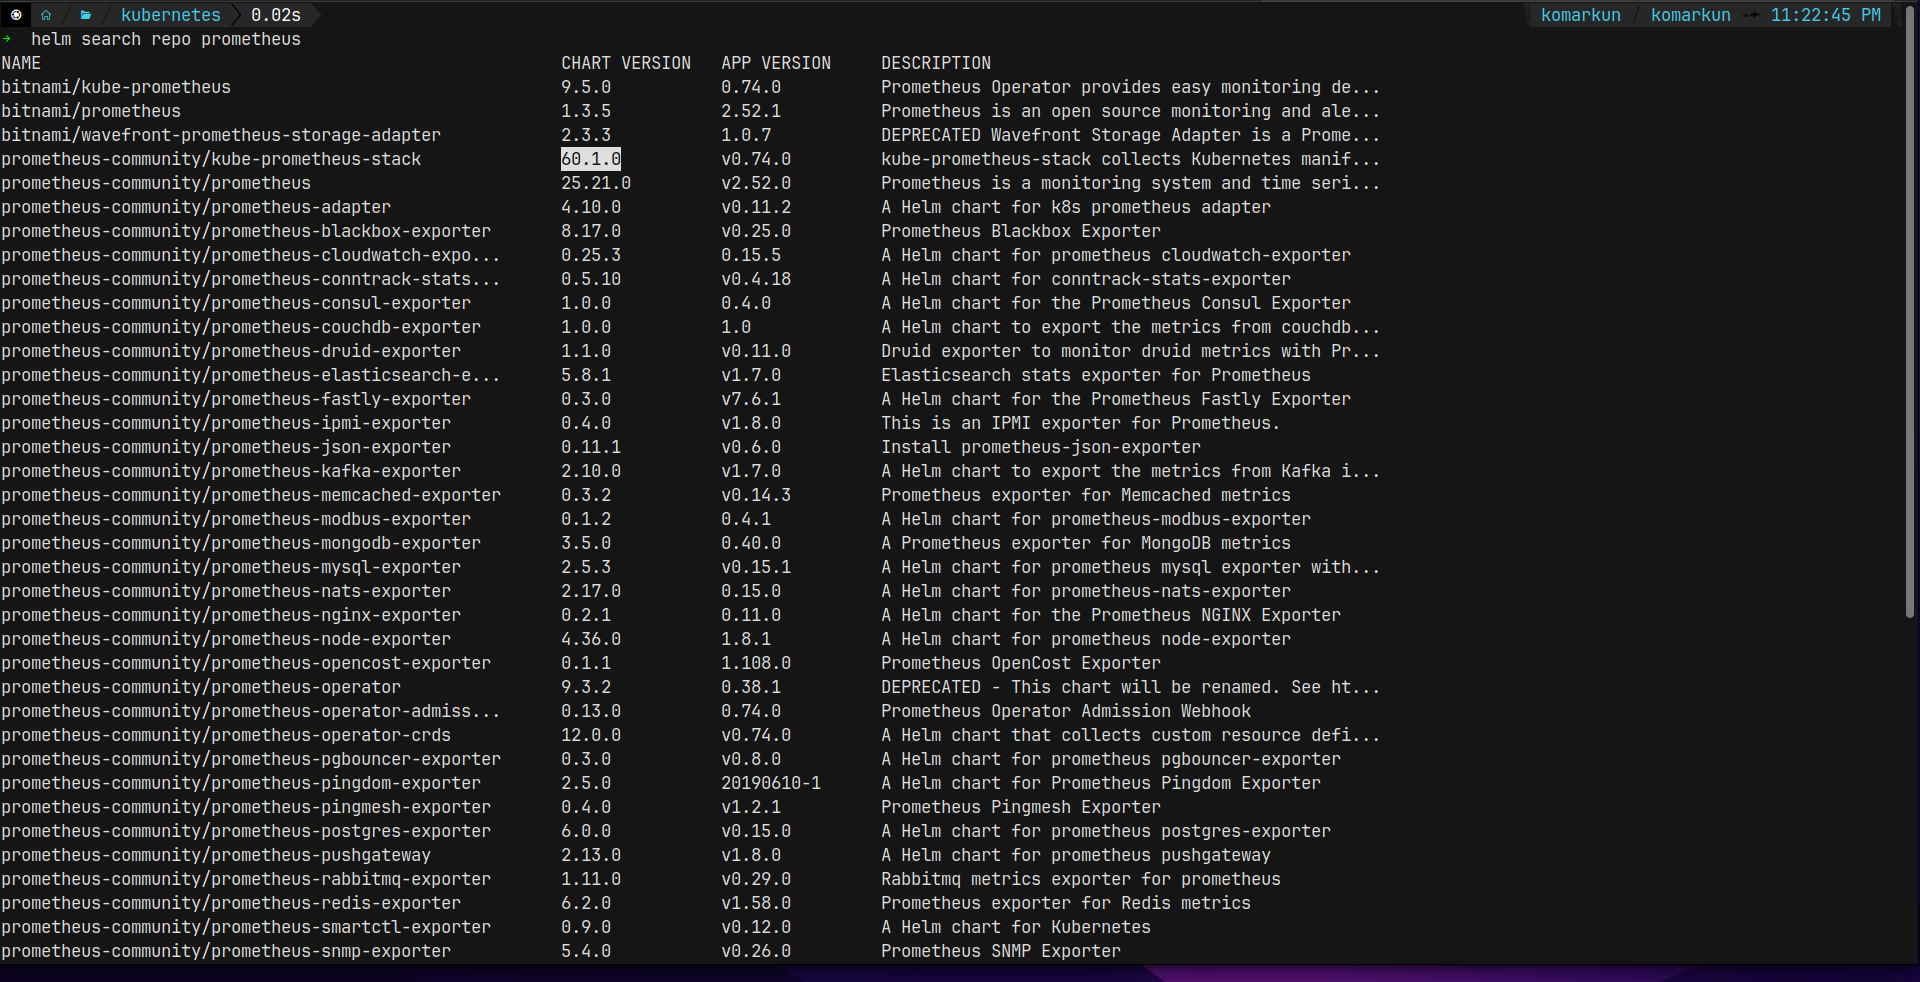 kubernetes 0.02s komarkun / komarkun 11:22:45 PM
→ helm search repo prometheus
NAME CHART VERSION APP VERSION DESCRIPTION
bitnami/kube-prometheus 9.5.0 0.74.0 Prometheus Operator provides easy monitoring de...
bitnami/prometheus 1.3.5 2.52.1 Prometheus is an open source monitoring and ale...
bitnami/wavefront-prometheus-storage-adapter 2.3.3 1.0.7 DEPRECATED Wavefront Storage Adapter is a Prome...
prometheus-community/kube-prometheus-stack 60.1.0 v0.74.0 kube-prometheus-stack collects Kubernetes manif...
prometheus-community/prometheus 25.21.0 v2.52.0 Prometheus is a monitoring system and time seri...
prometheus-community/prometheus-adapter 4.10.0 v0.11.2 A Helm chart for k8s prometheus adapter
prometheus-community/prometheus-blackbox-exporter 8.17.0 v0.25.0 Prometheus Blackbox Exporter
prometheus-community/prometheus-cloudwatch-expo... 0.25.3 0.15.5 A Helm chart for prometheus cloudwatch-exporter
prometheus-community/prometheus-conntrack-stats... 0.5.10 v0.4.18 A Helm chart for conntrack-stats-exporter
prometheus-community/prometheus-consul-exporter 1.0.0 0.4.0 A Helm chart for the Prometheus Consul Exporter
prometheus-community/prometheus-couchdb-exporter 1.0.0 1.0 A Helm chart to export the metrics from couchdb...
prometheus-community/prometheus-druid-exporter 1.1.0 v0.11.0 Druid exporter to monitor druid metrics with Pr...
prometheus-community/prometheus-elasticsearch-e... 5.8.1 v1.7.0 Elasticsearch stats exporter for Prometheus
prometheus-community/prometheus-fastly-exporter 0.3.0 v7.6.1 A Helm chart for the Prometheus Fastly Exporter
prometheus-community/prometheus-ipmi-exporter 0.4.0 v1.8.0 This is an IPMI exporter for Prometheus.
prometheus-community/prometheus-json-exporter 0.11.1 v0.6.0 Install prometheus-json-exporter
prometheus-community/prometheus-kafka-exporter 2.10.0 v1.7.0 A Helm chart to export the metrics from Kafka i...
prometheus-community/prometheus-memcached-exporter 0.3.2 v0.14.3 Prometheus exporter for Memcached metrics
prometheus-community/prometheus-modbus-exporter 0.1.2 0.4.1 A Helm chart for prometheus-modbus-exporter
prometheus-community/prometheus-mongodb-exporter 3.5.0 0.40.0 A Prometheus exporter for MongoDB metrics
prometheus-community/prometheus-mysql-exporter 2.5.3 v0.15.1 A Helm chart for prometheus mysql exporter with...
prometheus-community/prometheus-nats-exporter 2.17.0 0.15.0 A Helm chart for prometheus-nats-exporter
prometheus-community/prometheus-nginx-exporter 0.2.1 0.11.0 A Helm chart for the Prometheus NGINX Exporter
prometheus-community/prometheus-node-exporter 4.36.0 1.8.1 A Helm chart for prometheus node-exporter
prometheus-community/prometheus-opencost-exporter 0.1.1 1.108.0 Prometheus OpenCost Exporter
prometheus-community/prometheus-operator 9.3.2 0.38.1 DEPRECATED - This chart will be renamed. See ht...
prometheus-community/prometheus-operator-admiss... 0.13.0 0.74.0 Prometheus Operator Admission Webhook
prometheus-community/prometheus-operator-crds 12.0.0 v0.74.0 A Helm chart that collects custom resource defi...
prometheus-community/prometheus-pgbouncer-exporter 0.3.0 v0.8.0 A Helm chart for prometheus pgbouncer-exporter
prometheus-community/prometheus-pingdom-exporter 2.5.0 20190610-1 A Helm chart for Prometheus Pingdom Exporter
prometheus-community/prometheus-pingmesh-exporter 0.4.0 v1.2.1 Prometheus Pingmesh Exporter
prometheus-community/prometheus-postgres-exporter 6.0.0 v0.15.0 A Helm chart for prometheus postgres-exporter
prometheus-community/prometheus-pushgateway 2.13.0 v1.8.0 A Helm chart for prometheus pushgateway
prometheus-community/prometheus-rabbitmq-exporter 1.11.0 v0.29.0 Rabbitmq metrics exporter for prometheus
prometheus-community/prometheus-redis-exporter 6.2.0 v1.58.0 Prometheus exporter for Redis metrics
prometheus-community/prometheus-smartctl-exporter 0.9.0 v0.12.0 A Helm chart for Kubernetes
prometheus-community/prometheus-snmp-exporter 5.4.0 v0.26.0 Prometheus SNMP Exporter